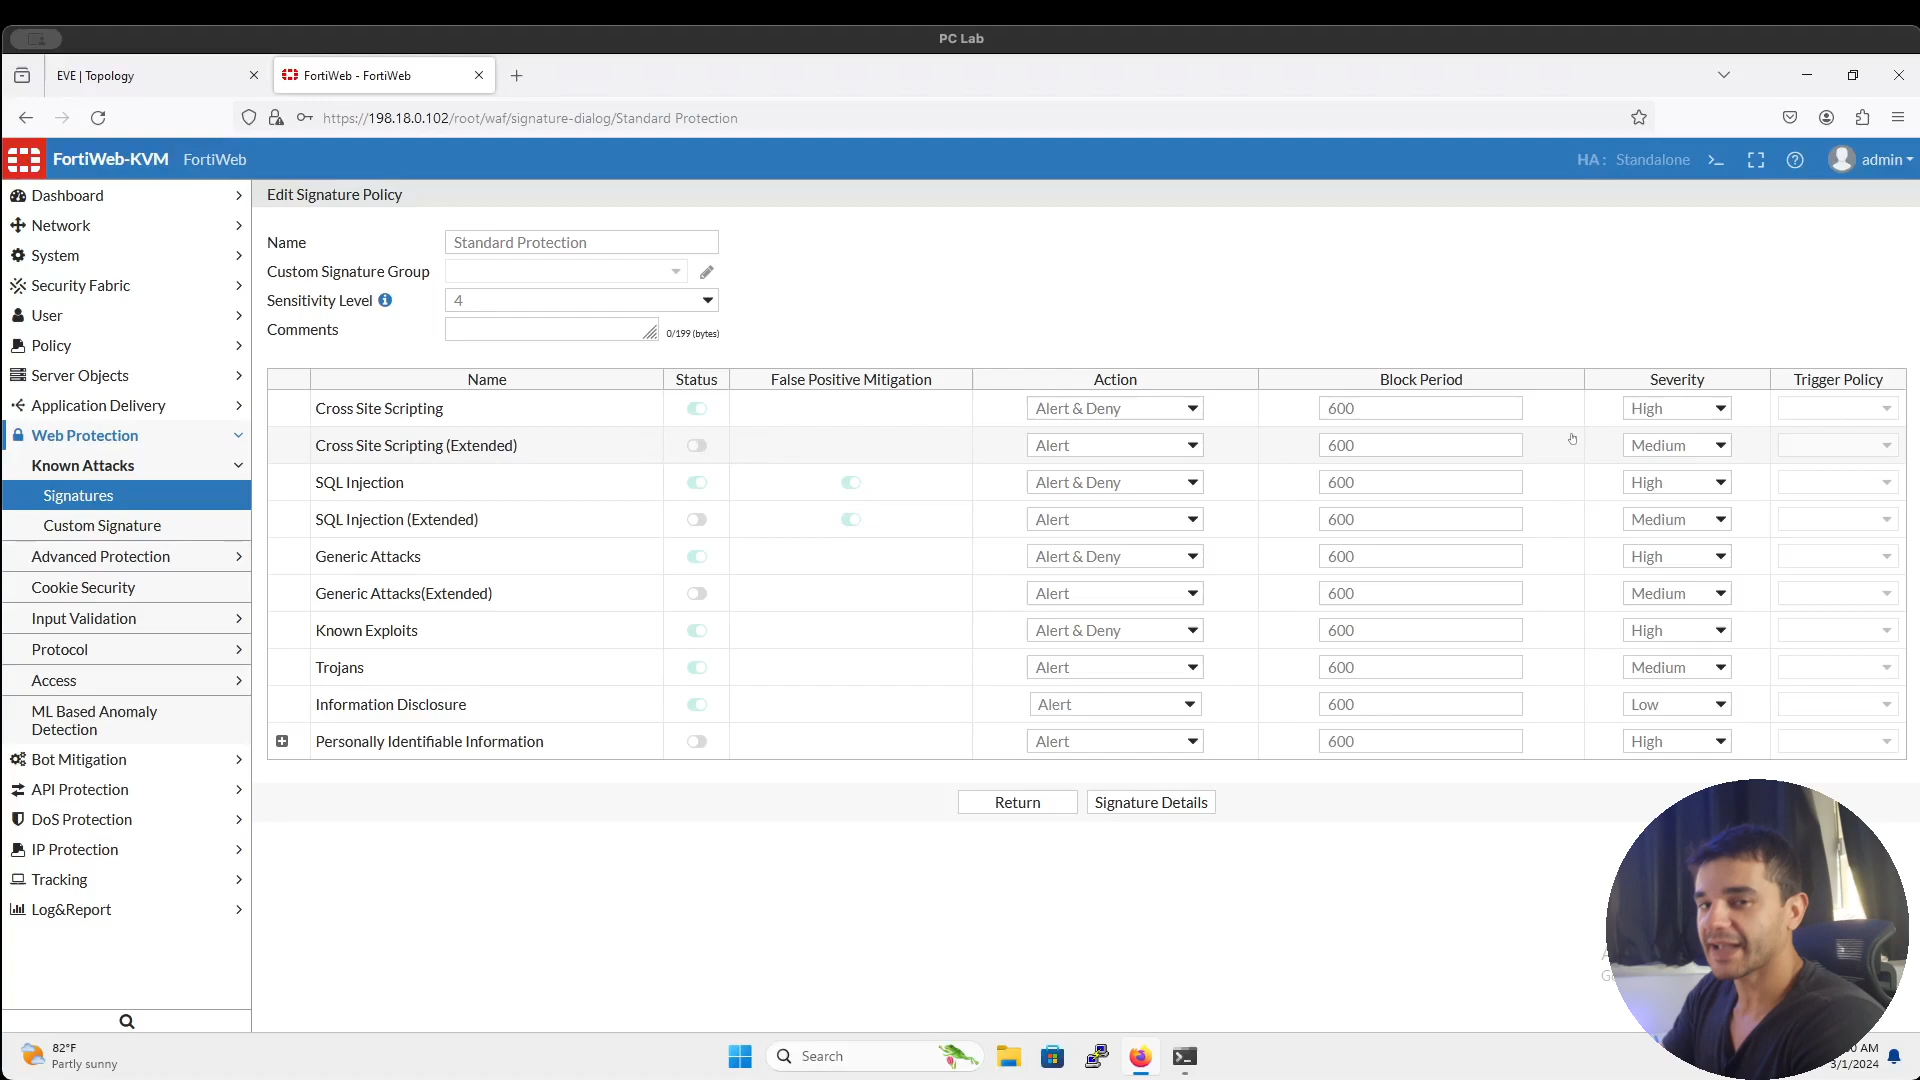 PC Lab
EVE | Topology
FortiWeb - FortiWeb
https://198.18.0.102/root/waf/signature-dialog/Standard Protection
FortiWeb-KVM FortiWeb
HA: Standalone
admin
Dashboard
Network
System
Security Fabric
User
Policy
Server Objects
Application Delivery
Web Protection
Known Attacks
Signatures
Custom Signature
Advanced Protection
Cookie Security
Input Validation
Protocol
Access
ML Based Anomaly
Detection
Bot Mitigation
API Protection
DoS Protection
IP Protection
Tracking
Log&Report
Edit Signature Policy
Name Standard Protection
Custom Signature Group
Sensitivity Level 4
Comments 0/199 (bytes)
Name Status False Positive Mitigation Action Block Period Severity Trigger Policy
Cross Site Scripting Alert & Deny 600 High
Cross Site Scripting (Extended) Alert 600 Medium
SQL Injection Alert & Deny 600 High
SQL Injection (Extended) Alert 600 Medium
Generic Attacks Alert & Deny 600 High
Generic Attacks(Extended) Alert 600 Medium
Known Exploits Alert & Deny 600 High
Trojans Alert 600 Medium
Information Disclosure Alert 600 Low
Personally Identifiable Information Alert 600 High
Return Signature Details
82°F
Partly sunny
Search
AM
3/1/2024